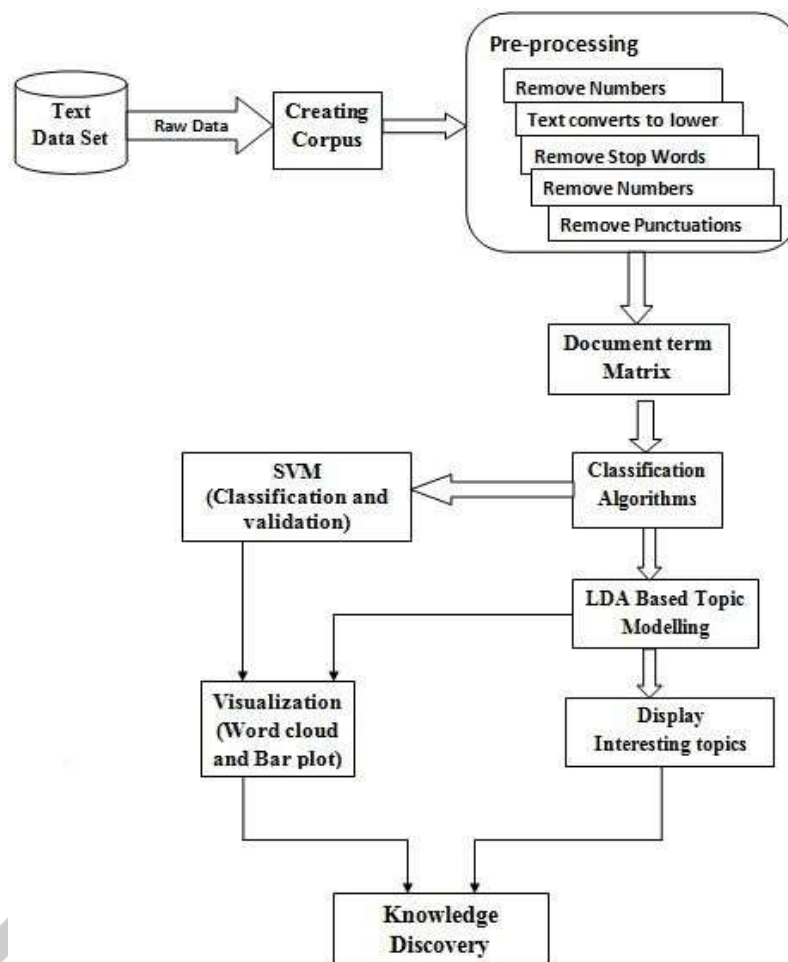 Pre-processing
Remove Numbers
Text converts to lower
Remove Stop Words
Remove Numbers
Remove Punctuations
Text
Data Set
Raw Data
Creating
Corpus
Document term
Matrix
Classification
Algorithms
SVM
(Classification and
validation)
LDA Based Topic
Modelling
Visualization
(Word cloud
and Bar plot)
Display
Interesting topics
Knowledge
Discovery